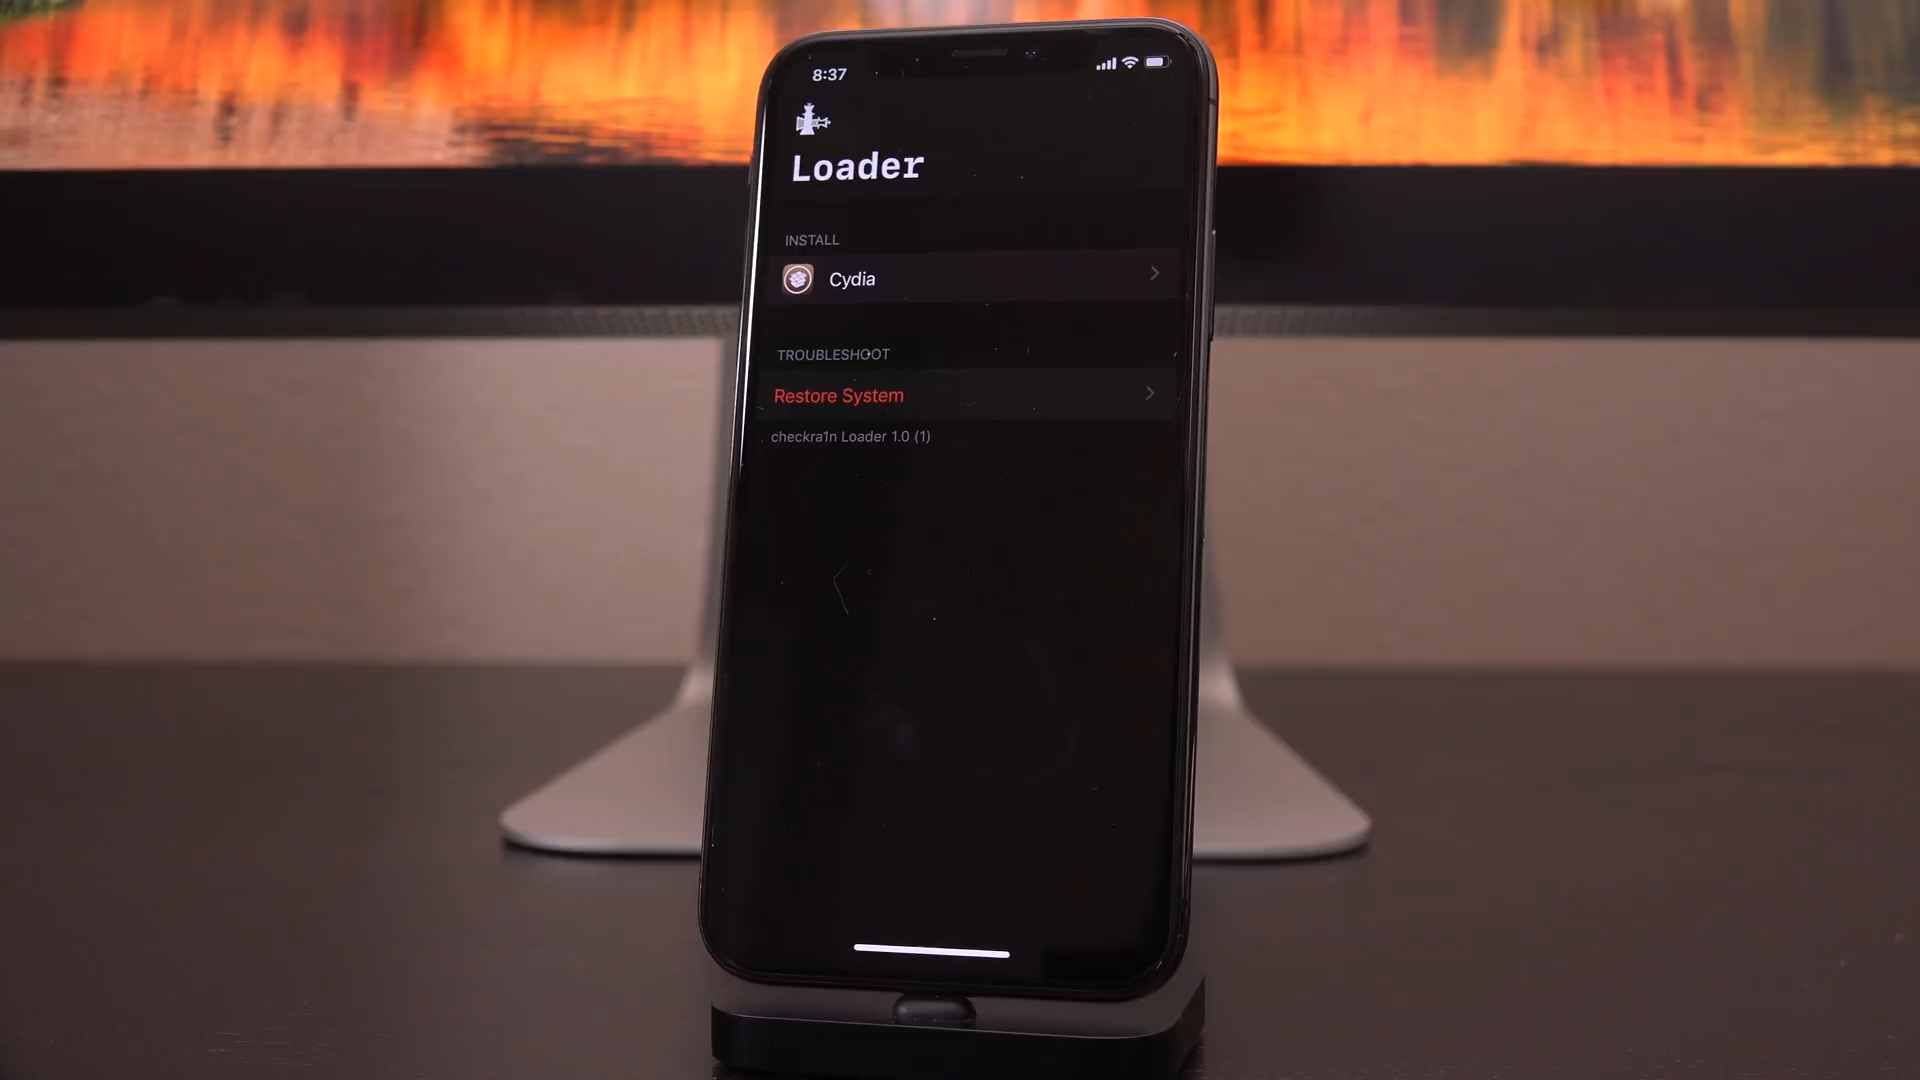 8:37
Loader
INSTALL
Cydia
TROUBLESHOOT
Restore System
checkra1n Loader 1.0 (1)